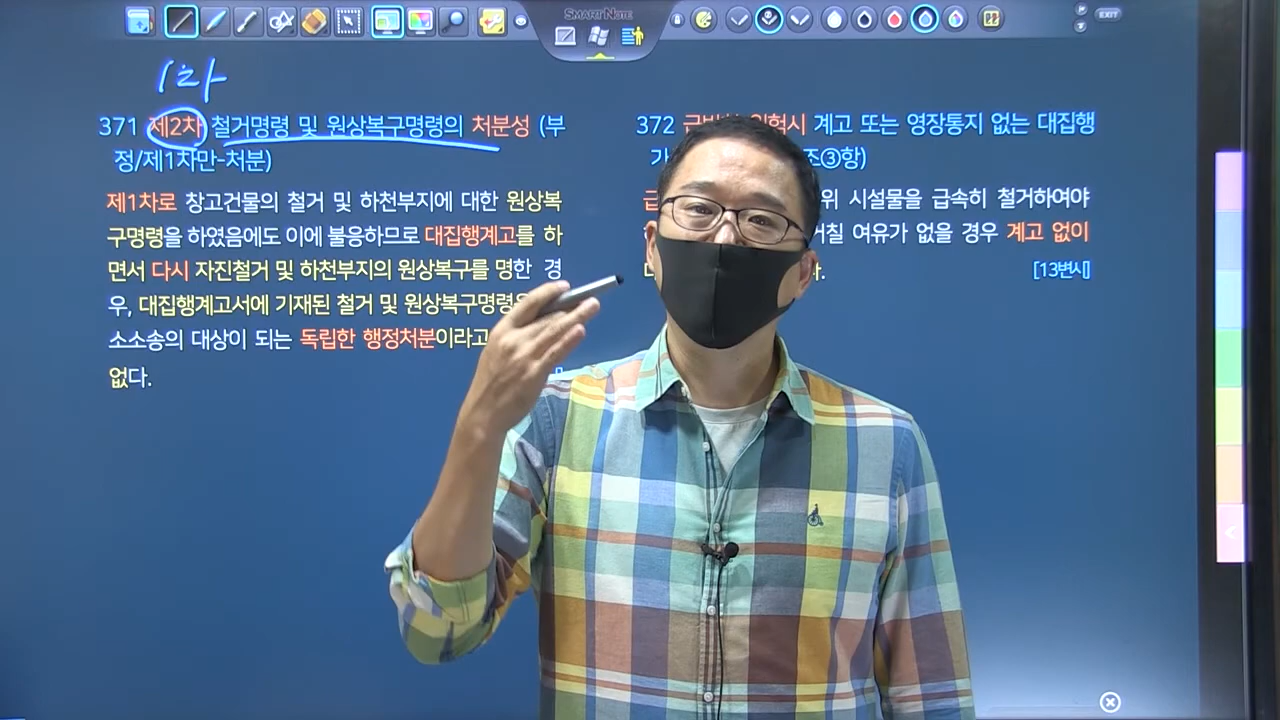 SMARTNOTE
EXIT
1차
371 제2차 철거명령 및 원상복구명령의 처분성 (부
정/제1차만-처분)
제1차로 창고건물의 철거 및 하천부지에 대한 원상복
구명령을 하였음에도 이에 불응하므로 대집행계고를 하
면서 다시 자진철거 및 하천부지의 원상복구를 명한 경
우, 대집행계고서에 기재된 철거 및 원상복구명령은
소소송의 대상이 되는 독립한 행정처분이라고
없다.
372 위험시 계고 또는 영장통지 없는 대집행
가 조③항)
급 위 시설물을 급속히 철거하여야
거칠 여유가 없을 경우 계고 없이
다.
[13변시]